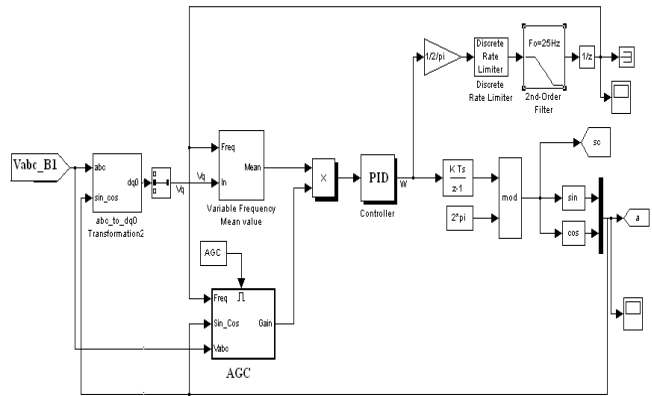 Vabc_B1
abc
sin_cos
dq0
abc_to_dq0
Transformation2
Vq
Vq
Freq
In
Mean
Variable Frequency
Mean value
AGC
Freq
Sin_Cos
Vabc
Gain
AGC
X
PID
Controller
W
1/2/pi
Discrete
Rate
Limiter
Discrete
Rate Limiter
Fo=25Hz
2nd-Order
Filter
1/z
K Ts
z-1
2*pi
mod
sin
cos
sc
a